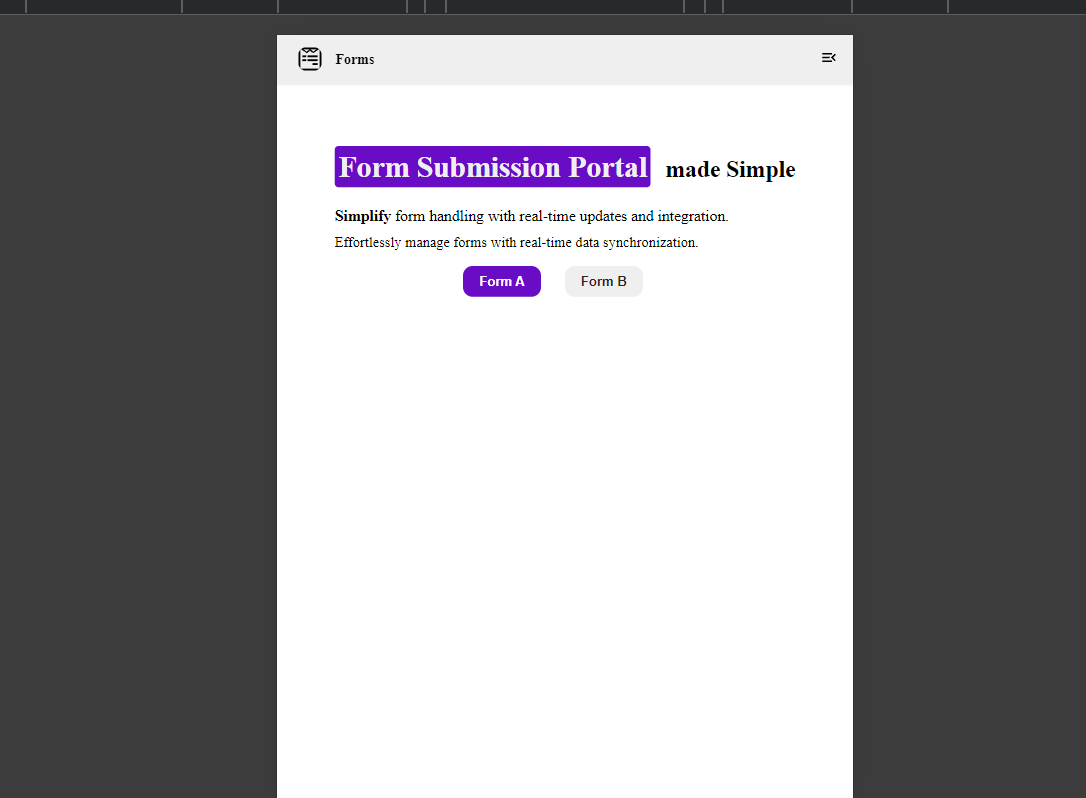 Forms
Form Submission Portal made Simple
Simplify form handling with real-time updates and integration.
Effortlessly manage forms with real-time data synchronization.
Form A Form B